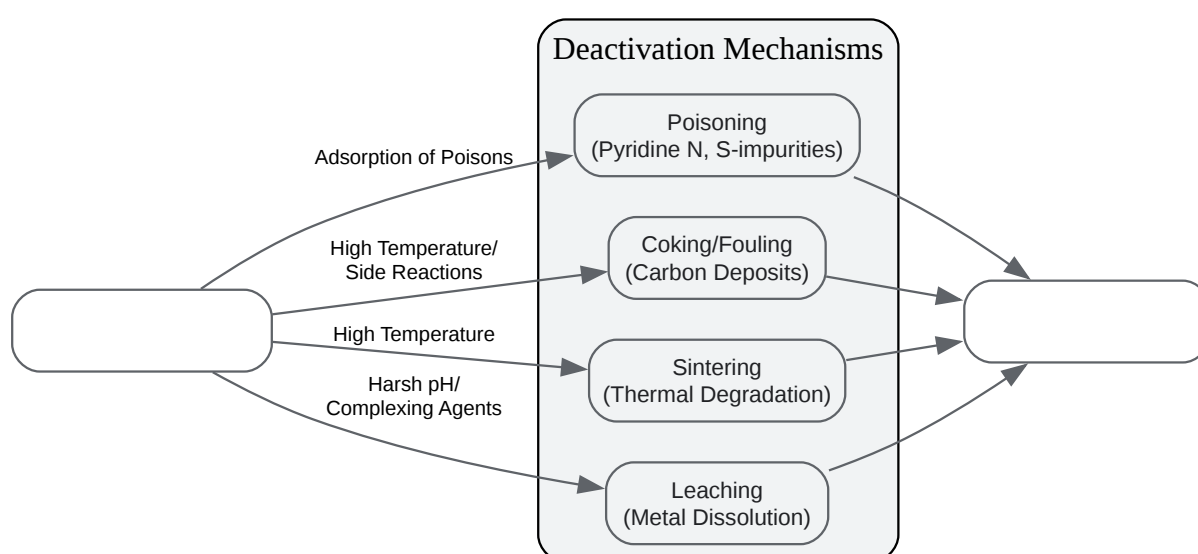 Deactivation Mechanisms
Poisoning
(Pyridine N, S-impurities)
Adsorption of Poisons
High Temperature/
Side Reactions
Coking/Fouling
(Carbon Deposits)
High Temperature
Sintering
(Thermal Degradation)
Harsh pH/
Complexing Agents
Leaching
(Metal Dissolution)